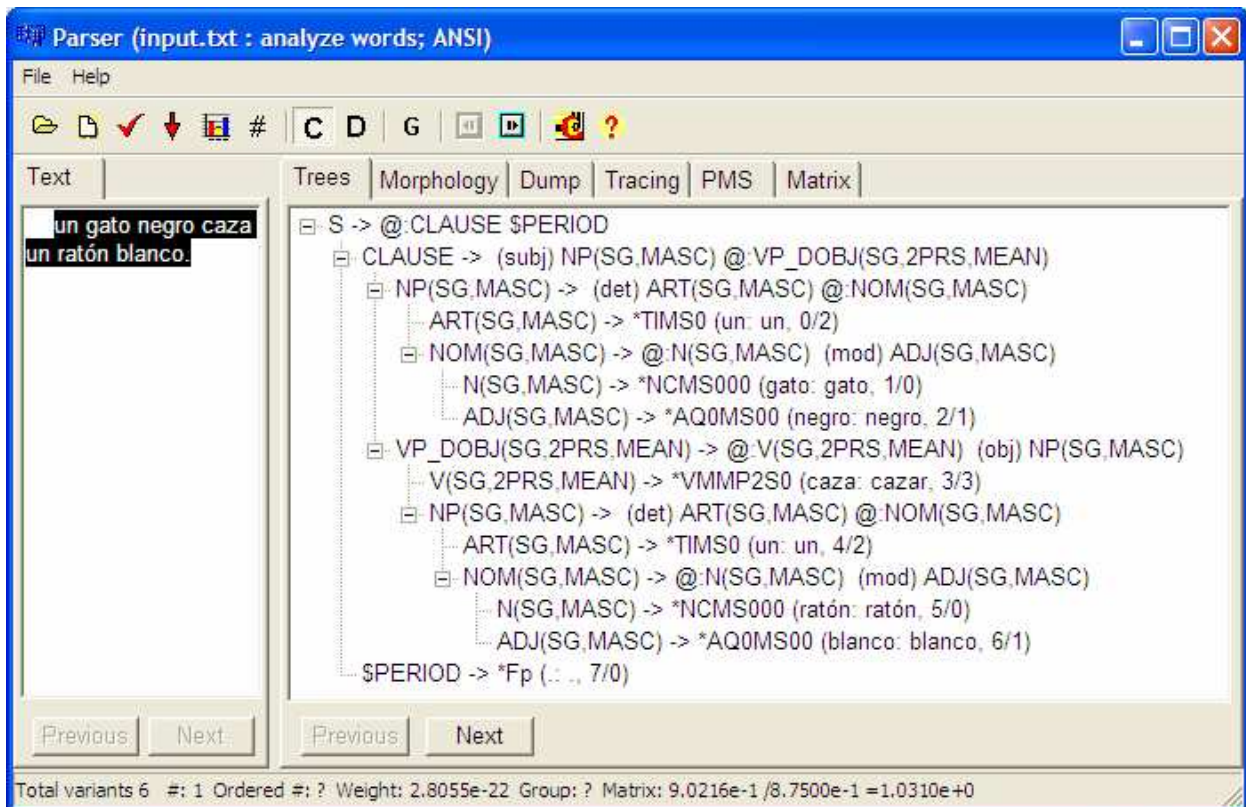 Parser (input.txt : analyze words; ANSI)
File Help
# C D G ?
Text
Trees Morphology Dump Tracing PMS Matrix
un gato negro caza
un ratón blanco.
S -> @:CLAUSE $PERIOD
CLAUSE -> (subj) NP(SG,MASC) @:VP_DOBJ(SG,2PRS,MEAN)
NP(SG,MASC) -> (det) ART(SG,MASC) @:NOM(SG,MASC)
ART(SG,MASC) -> *TIMS0 (un: un, 0/2)
NOM(SG,MASC) -> @:N(SG,MASC) (mod) ADJ(SG,MASC)
N(SG,MASC) -> *NCMS000 (gato: gato, 1/0)
ADJ(SG,MASC) -> *AQ0MS00 (negro: negro, 2/1)
VP_DOBJ(SG,2PRS,MEAN) -> @:V(SG,2PRS,MEAN) (obj) NP(SG,MASC)
V(SG,2PRS,MEAN) -> *VMMP2S0 (caza: cazar, 3/3)
NP(SG,MASC) -> (det) ART(SG,MASC) @:NOM(SG,MASC)
ART(SG,MASC) -> *TIMS0 (un: un, 4/2)
NOM(SG,MASC) -> @:N(SG,MASC) (mod) ADJ(SG,MASC)
N(SG,MASC) -> *NCMS000 (ratón: ratón, 5/0)
ADJ(SG,MASC) -> *AQ0MS00 (blanco: blanco, 6/1)
$PERIOD -> *Fp (.: ., 7/0)
Previous Next Previous Next
Total variants 6 #: 1 Ordered #: ? Weight: 2.8055e-22 Group: ? Matrix: 9.0216e-1 /8.7500e-1 =1.0310e+0